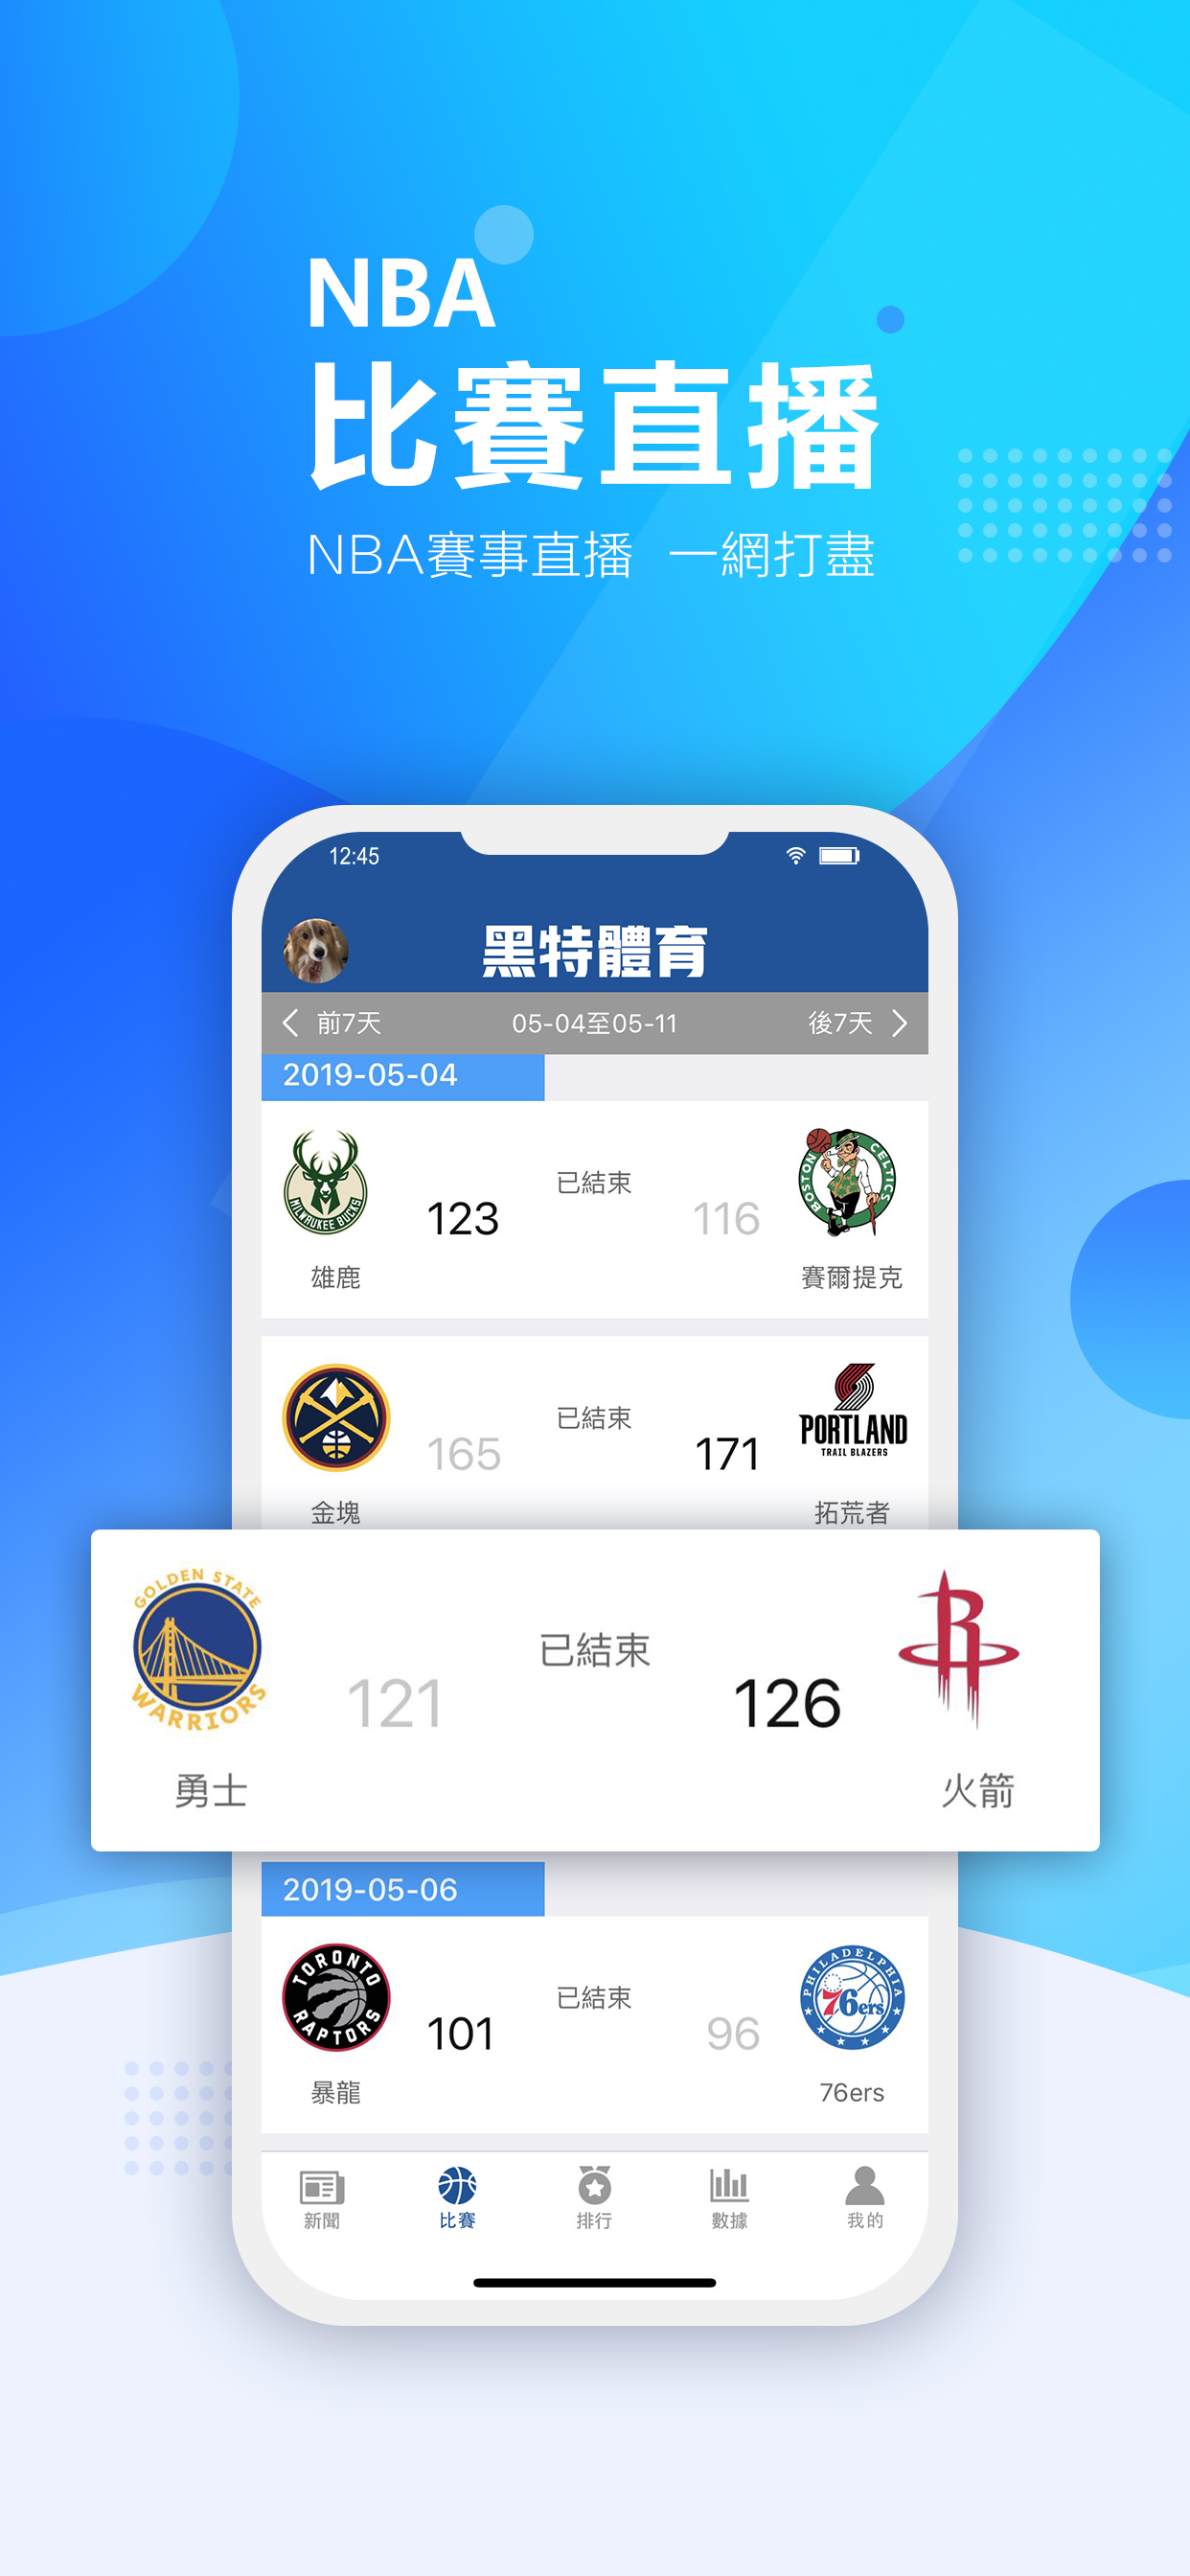 NBA
比賽直播
NBA賽事直播 一網打盡
12:45
黑特體育
前7天 05-04至05-11 後7天
2019-05-04
MILWAUKEE BUCKS
BOSTON CELTICS
已結束
123 116
雄鹿 賽爾提克
PORTLAND
TRAIL BLAZERS
已結束
165 171
金塊 拓荒者
GOLDEN STATE
WARRIORS
R
已結束
121 126
勇士 火箭
2019-05-06
TORONTO
RAPTORS
PHILADELPHIA
76ers
已結束
101 96
暴龍 76ers
新聞 比賽 排行 數據 我的